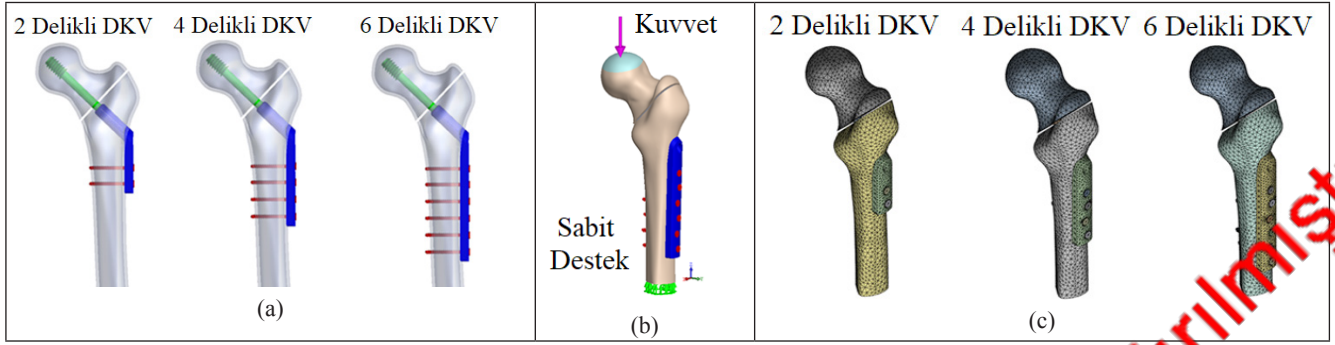 2 Delikli DKV
4 Delikli DKV
6 Delikli DKV
(a)
Kuvvet
Sabit
Destek
(b)
2 Delikli DKV
4 Delikli DKV
6 Delikli DKV
(c)